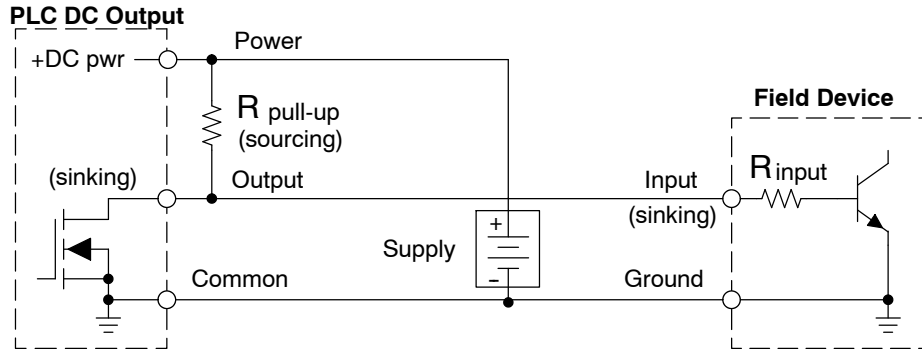 PLC DC Output
+DC pwr
Power
R pull-up
(sourcing)
Field Device
(sinking)
Output
Input
(sinking)
R input
+
Supply
−
Common
Ground